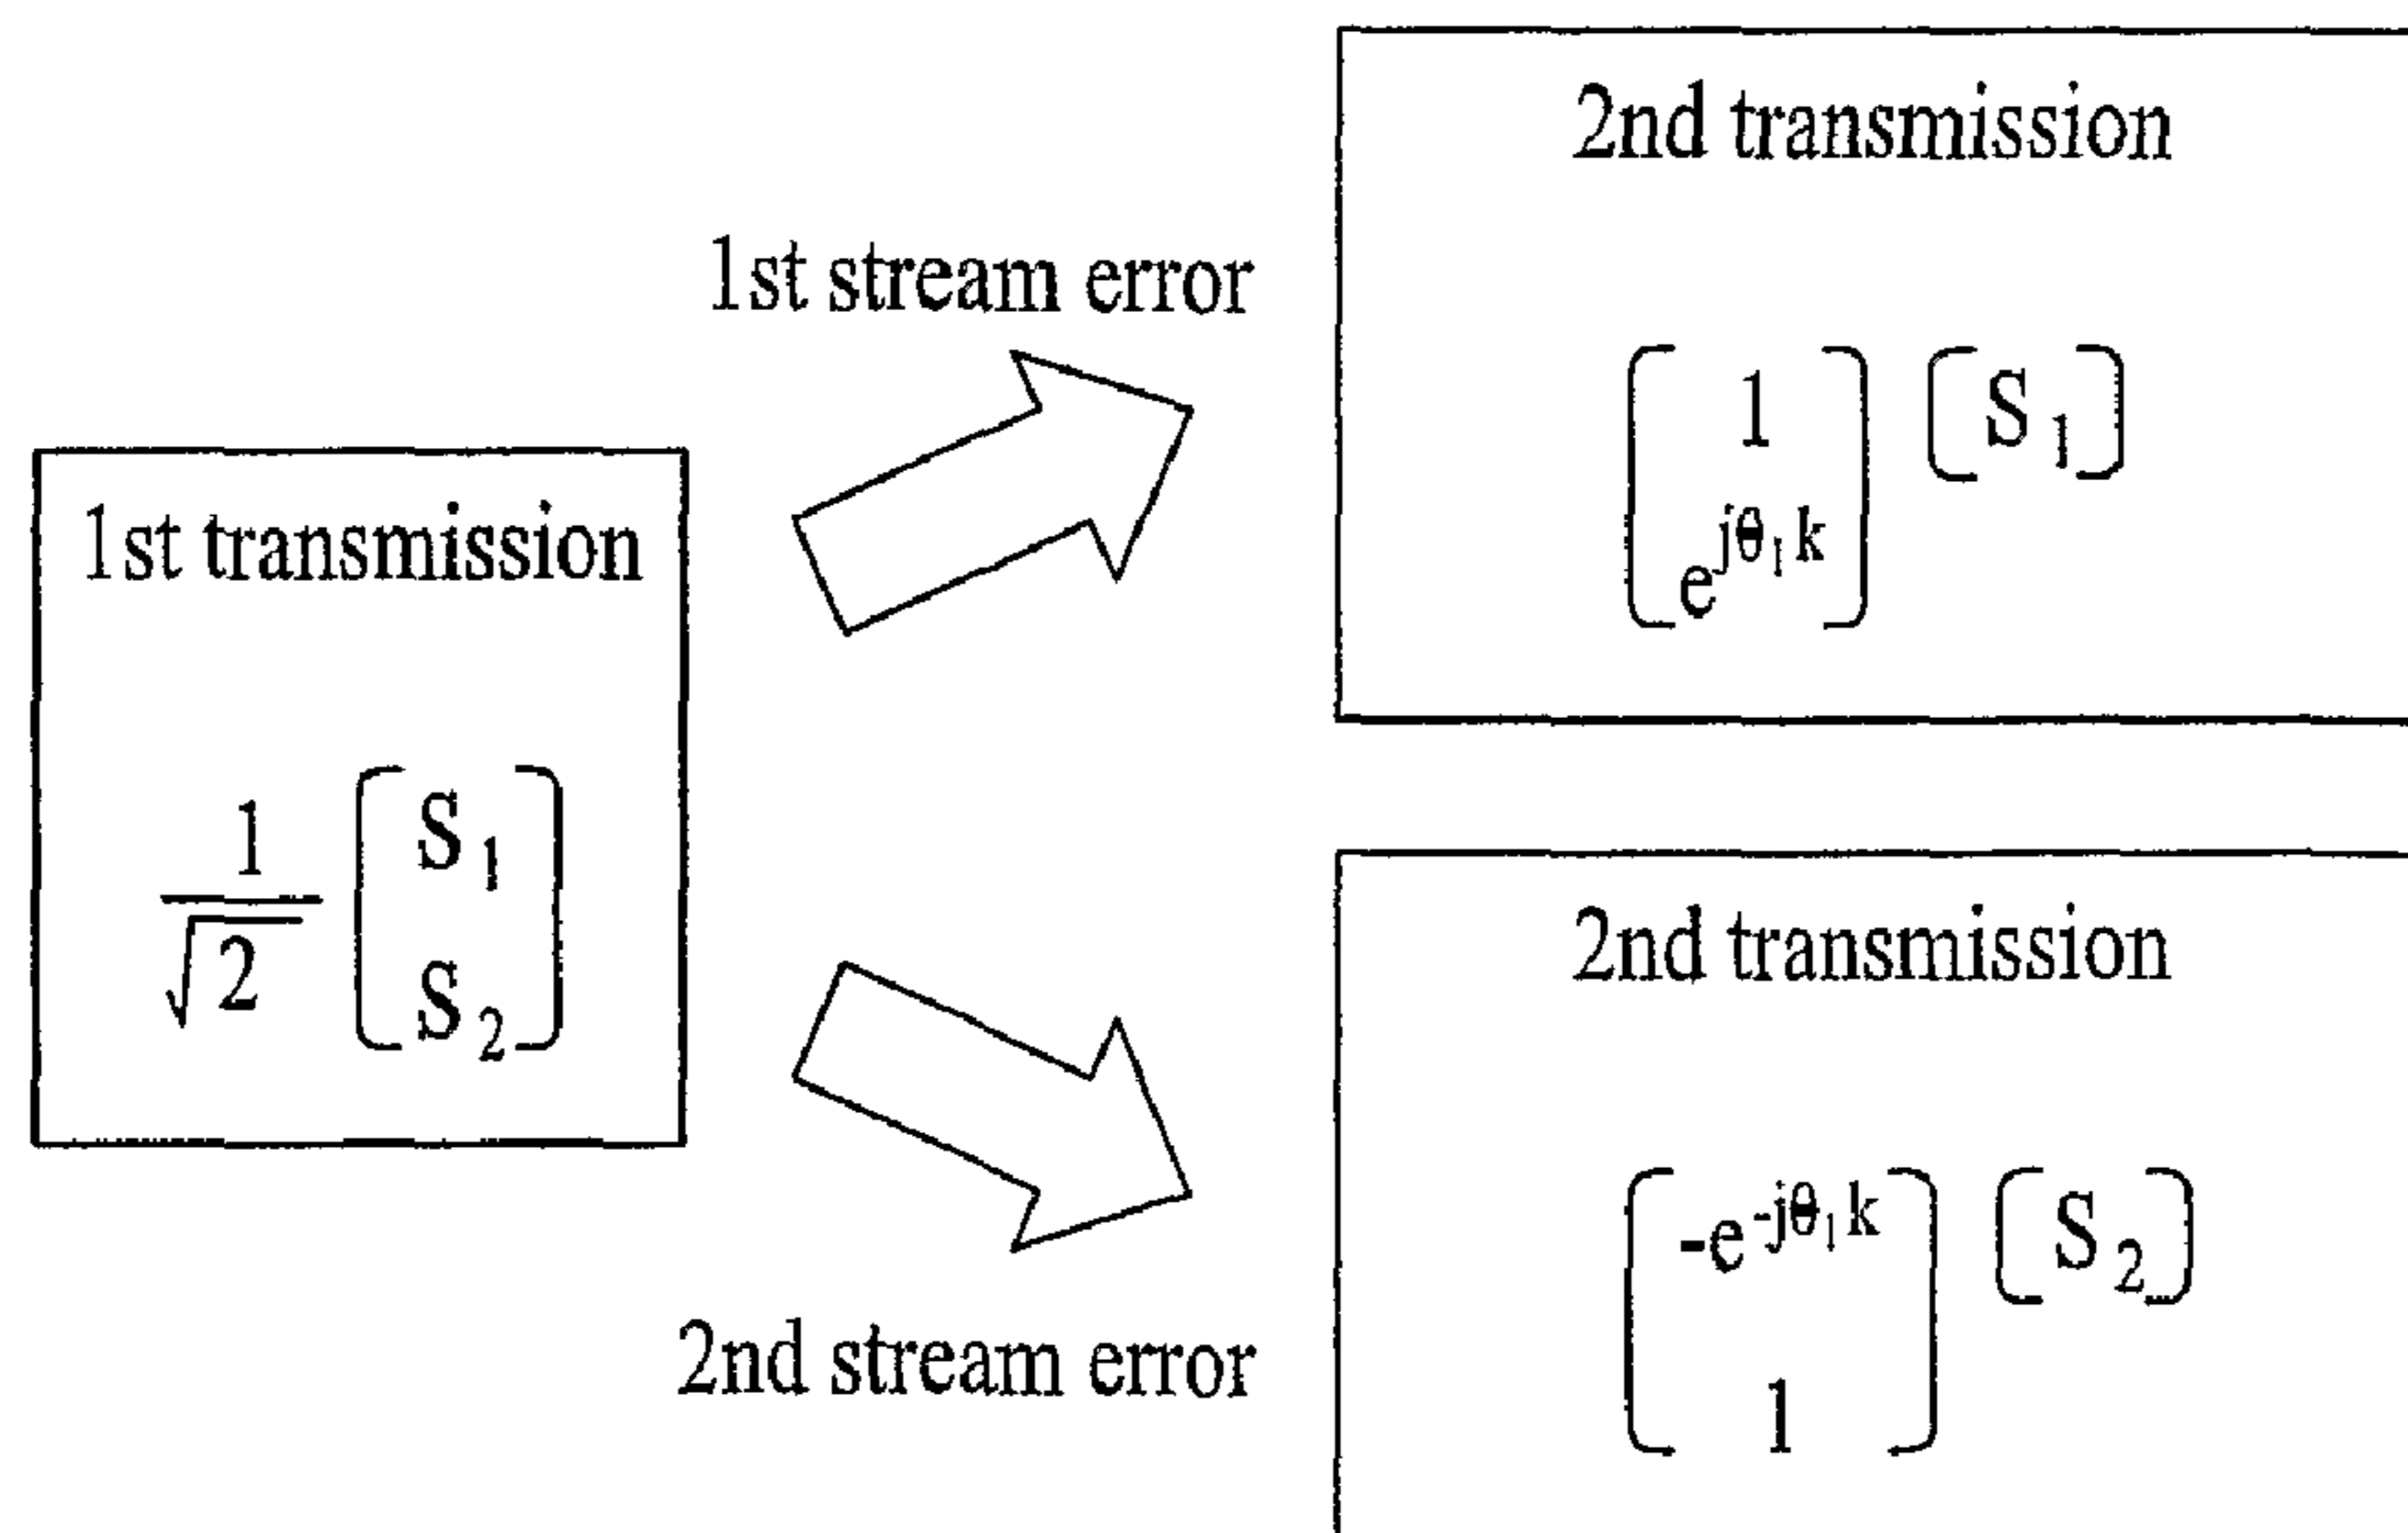 1st transmission
1
√2
S1
S2
1st stream error
2nd stream error
2nd transmission
1
e^{jθ1k}
S1
2nd transmission
-e^{-jθ1k}
1
S2